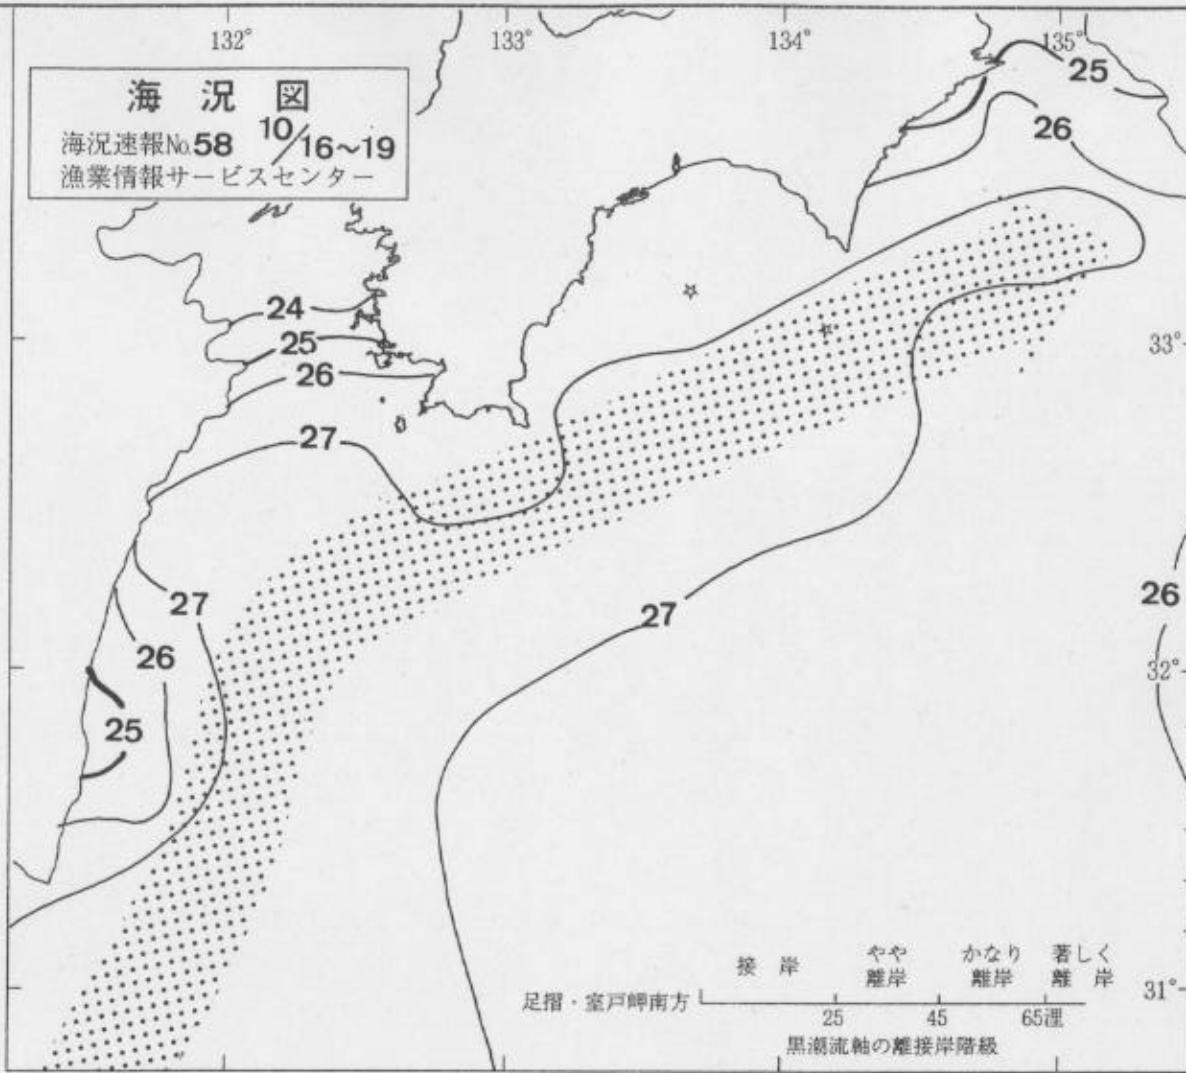 132° 133° 134° 135°
海況図
海況速報No.58 10/16~19
漁業情報サービスセンター
25
26
24
25
33°
26
27
26
27
27
26
32°
25
接岸 やや離岸 かなり離岸 著しく離岸
31°
足摺・室戸岬南方
25 45 65浬
黒潮流軸の離接岸階級